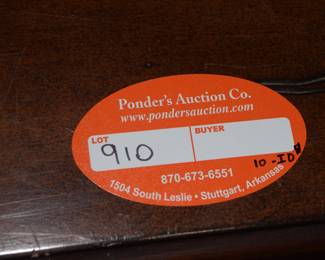 Ponder's Auction Co.
www.pondersauction.com
LOT
BUYER
910
10-ID
870-673-6551
1504 South Leslie • Stuttgart, Arkansas